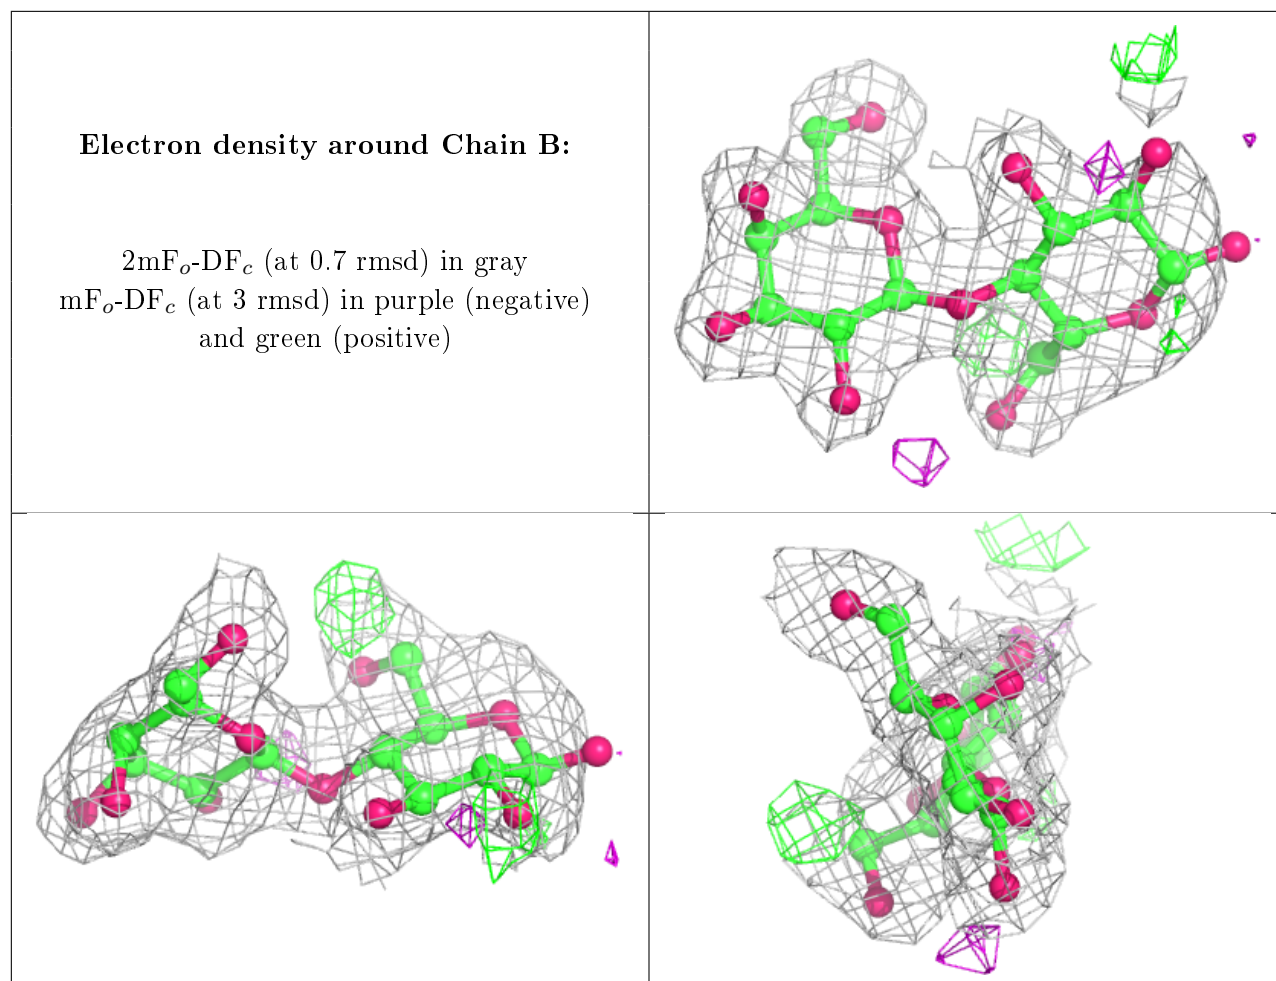 Electron density around Chain B:
2mFo-DFc (at 0.7 rmsd) in gray
mFo-DFc (at 3 rmsd) in purple (negative)
and green (positive)